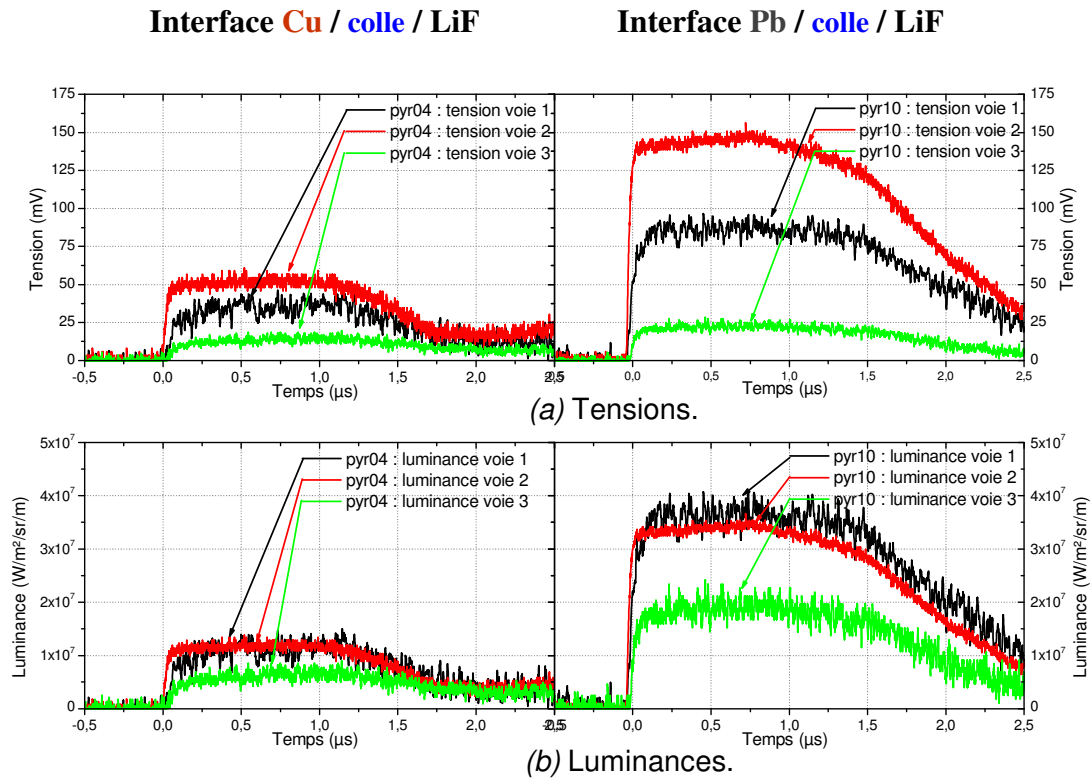 Interface Cu / colle / LiF
Interface Pb / colle / LiF
175
150
125
100
75
50
25
0
Tension (mV)
pyr04 : tension voie 1
pyr04 : tension voie 2
pyr04 : tension voie 3
-0,5
0,0
0,5
1,0
1,5
2,0
2,5
Temps (µs)
pyr10 : tension voie 1
pyr10 : tension voie 2
pyr10 : tension voie 3
175
150
125
100
75
50
25
0
Tension (mV)
-0,5
0,0
0,5
1,0
1,5
2,0
2,5
Temps (µs)
(a) Tensions.
5x10⁷
4x10⁷
3x10⁷
2x10⁷
1x10⁷
0
Luminance (W/m²/sr/m)
pyr04 : luminance voie 1
pyr04 : luminance voie 2
pyr04 : luminance voie 3
-0,5
0,0
0,5
1,0
1,5
2,0
2,5
Temps (µs)
pyr10 : luminance voie 1
pyr10 : luminance voie 2
pyr10 : luminance voie 3
5x10⁷
4x10⁷
3x10⁷
2x10⁷
1x10⁷
0
Luminance (W/m²/sr/m)
-0,5
0,0
0,5
1,0
1,5
2,0
2,5
Temps (µs)
(b) Luminances.